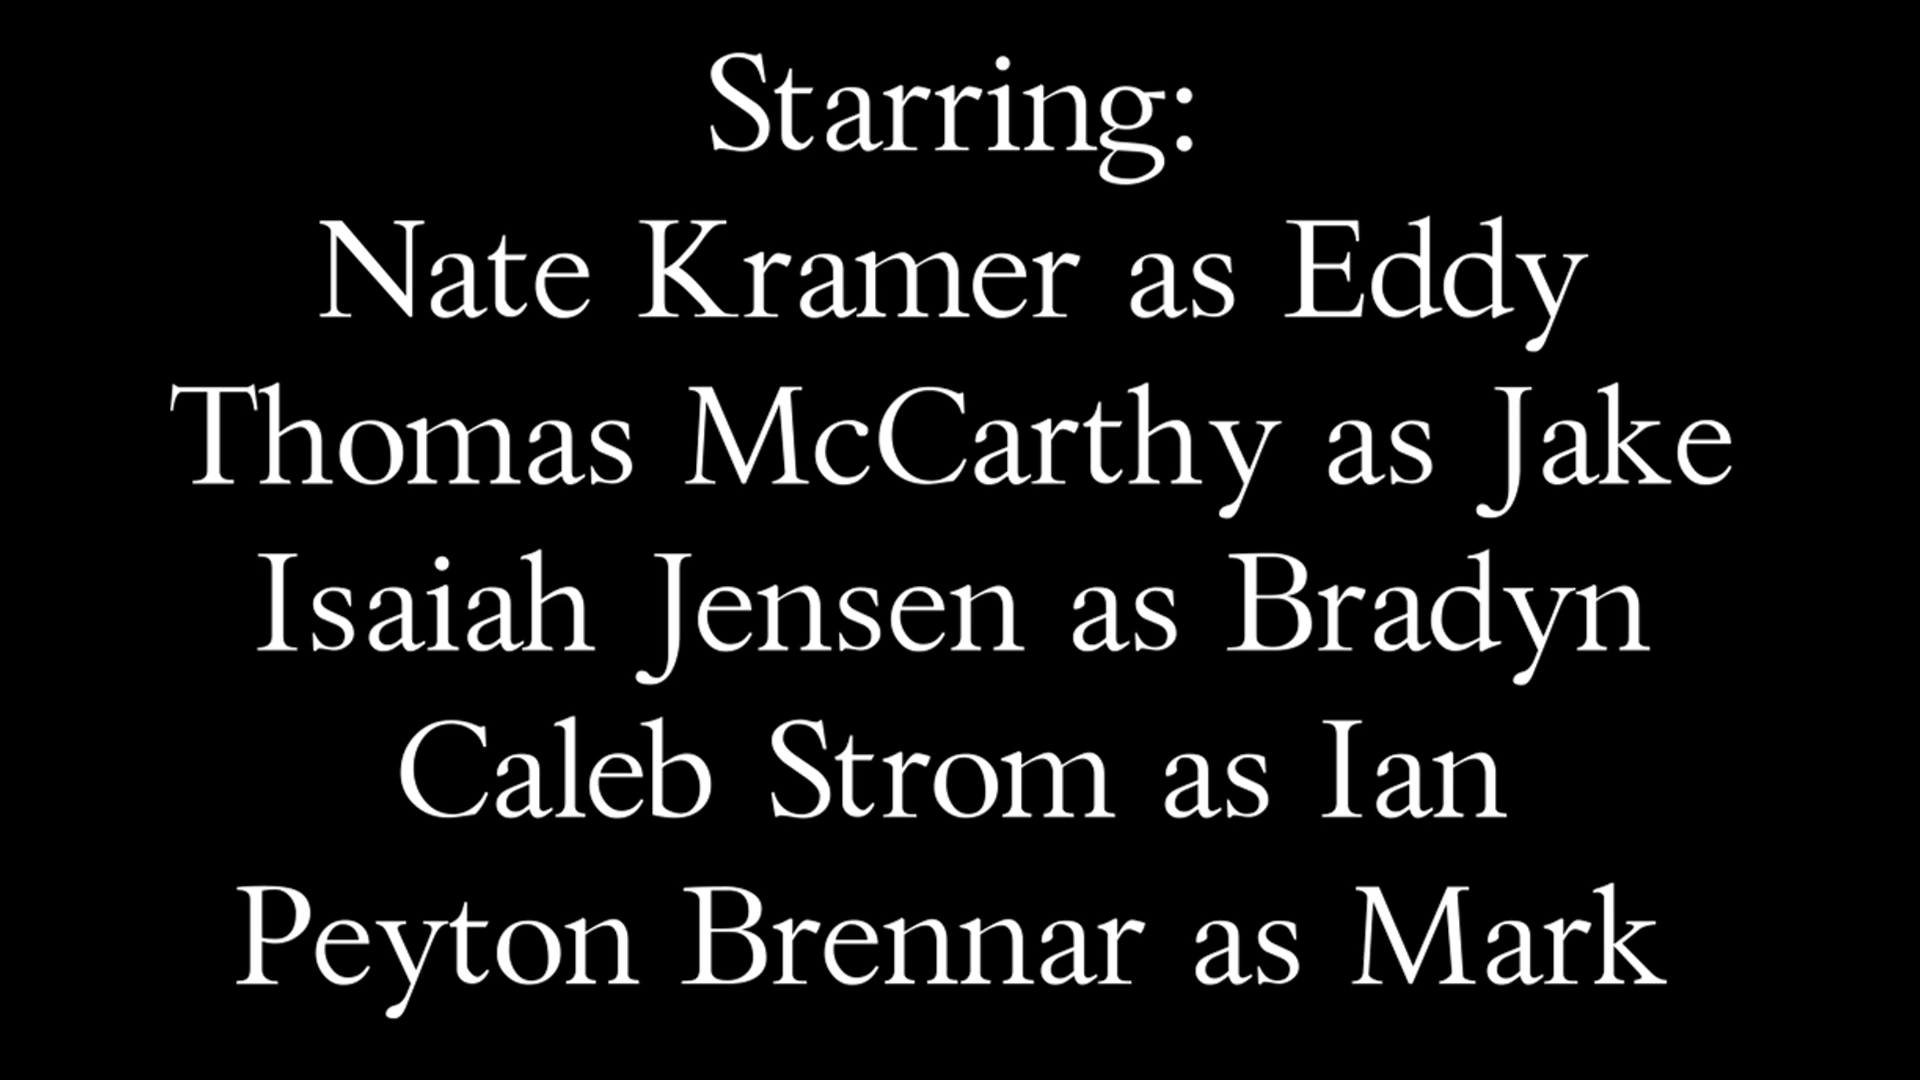 Starring:
Nate Kramer as Eddy
Thomas McCarthy as Jake
Isaiah Jensen as Bradyn
Caleb Strom as Ian
Peyton Brennar as Mark